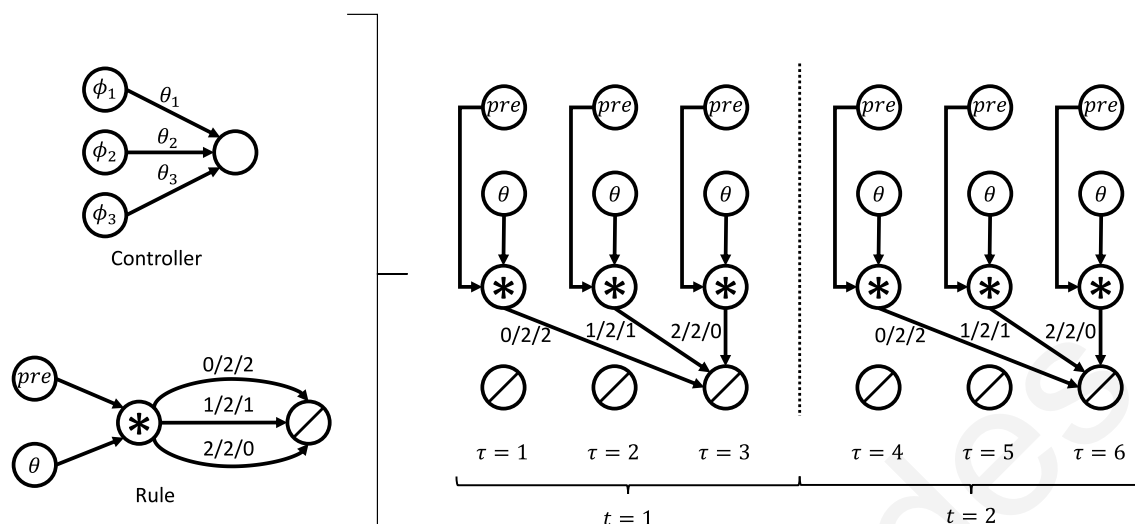 ϕ₁ θ₁
ϕ₂ θ₂
ϕ₃ θ₃
Controller
pre 0/2/2
* 1/2/1
θ 2/2/0
Rule
pre pre pre pre pre pre
θ θ θ θ θ θ
* * * * * *
0/2/2 1/2/1 2/2/0 0/2/2 1/2/1 2/2/0
τ = 1 τ = 2 τ = 3 τ = 4 τ = 5 τ = 6
t = 1 t = 2
des